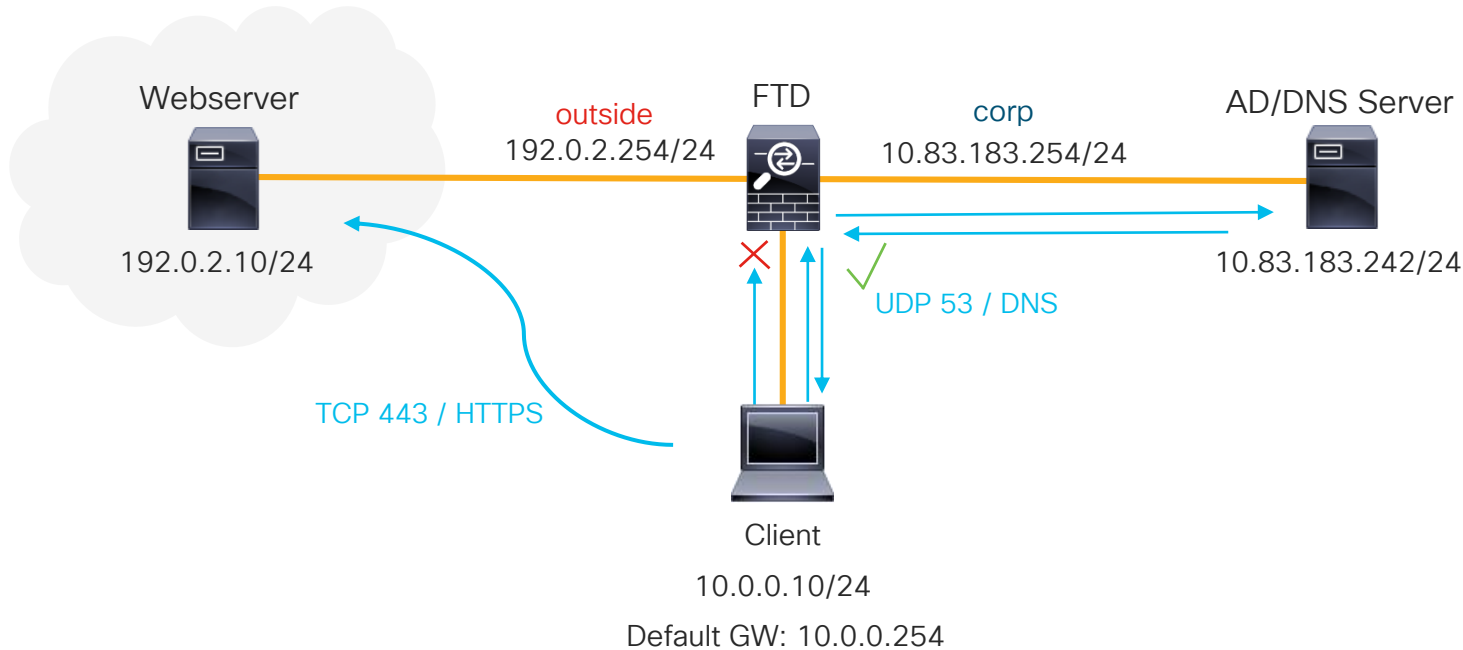 Webserver
192.0.2.10/24
outside
192.0.2.254/24
FTD
corp
10.83.183.254/24
AD/DNS Server
10.83.183.242/24
UDP 53 / DNS
TCP 443 / HTTPS
Client
10.0.0.10/24
Default GW: 10.0.0.254